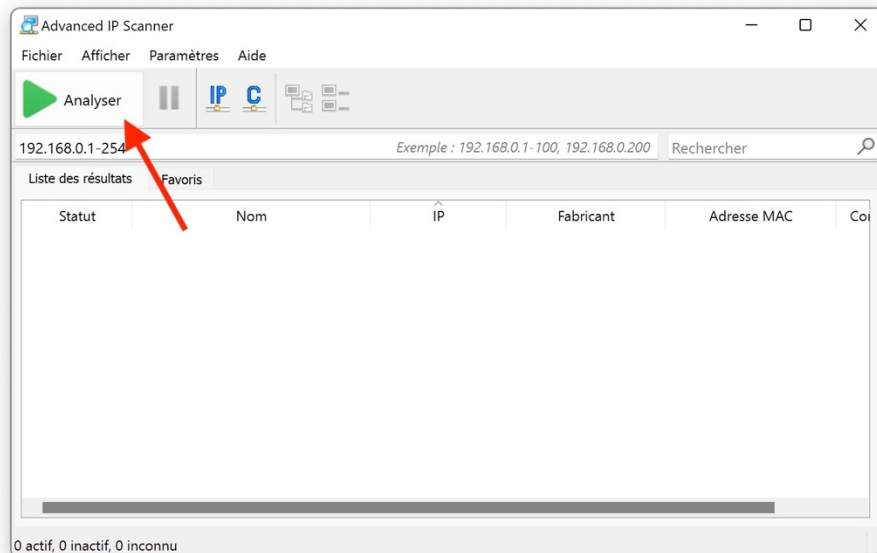 Advanced IP Scanner
Fichier Afficher Paramètres Aide
Analyser IP C
192.168.0.1-254 Exemple : 192.168.0.1-100, 192.168.0.200 Rechercher
Liste des résultats Favoris
Statut Nom IP Fabricant Adresse MAC Co
0 actif, 0 inactif, 0 inconnu